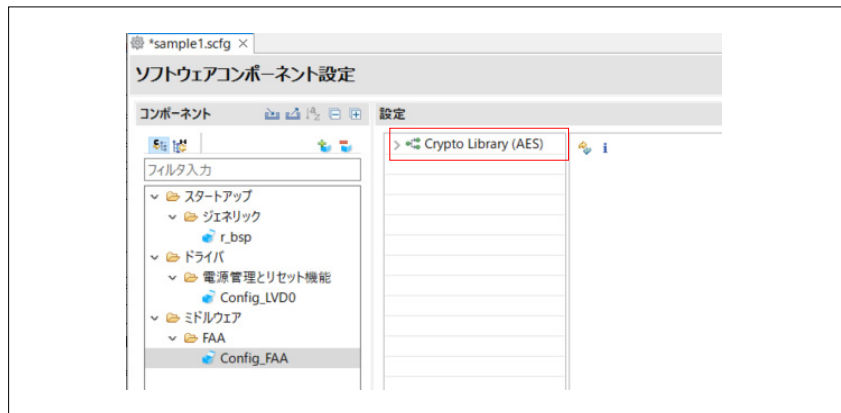 *sample1.scfg
ソフトウェアコンポーネント設定
コンポーネント
設定
フィルタ入力
スタートアップ
ジェネリック
r_bsp
ドライバ
電源管理とリセット機能
Config_LVD0
ミドルウェア
FAA
Config_FAA
Crypto Library (AES)